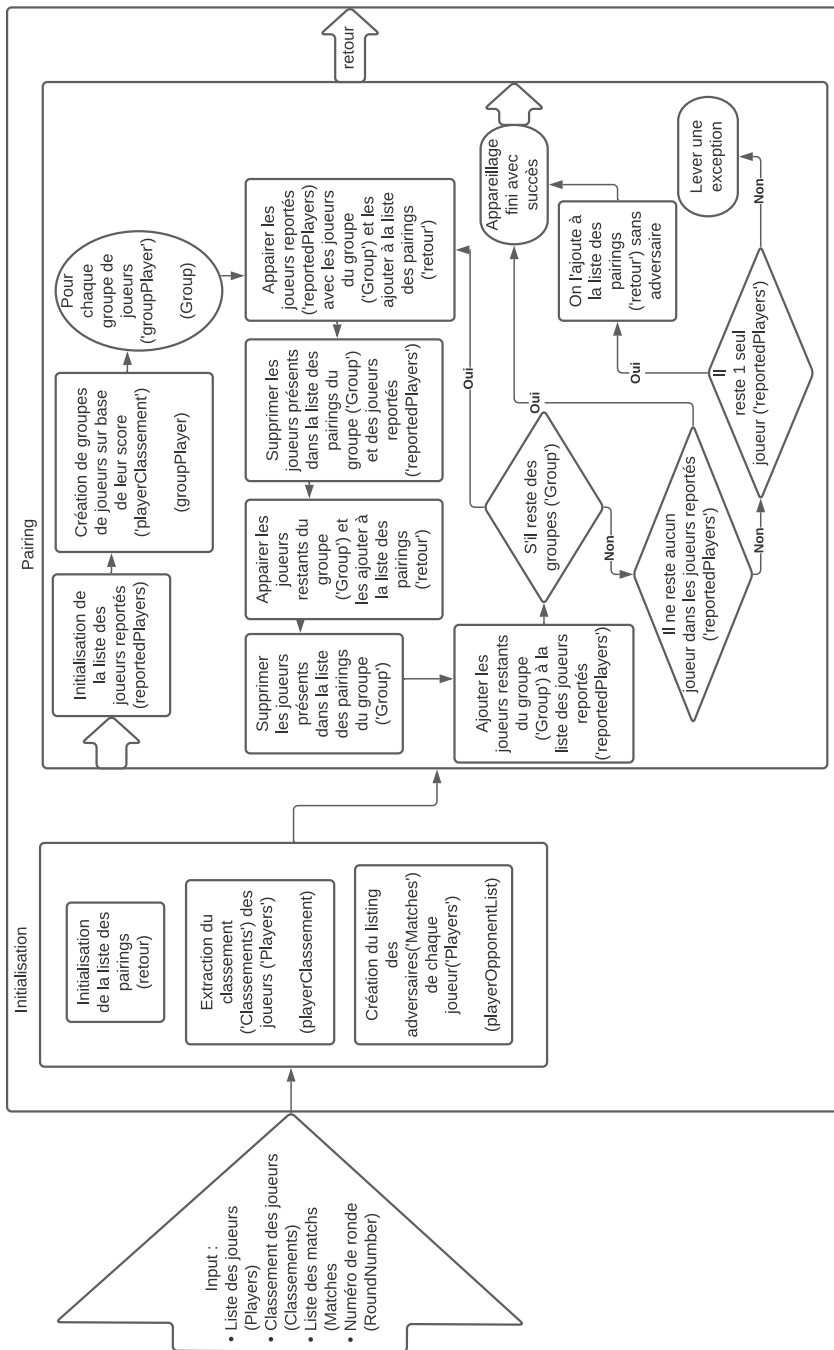 Input :
• Liste des joueurs
(Players)
• Classement des joueurs
(Classements)
• Liste des matchs
(Matches
• Numéro de ronde
(RoundNumber)
Initialisation
Initialisation
de la liste des
pairings
(retour)
Extraction du
classement
('Classements') des
joueurs ('Players')
(playerClassement)
Création du listing
des
adversaires('Matches')
de chaque
joueur('Players')
(playerOpponentList)
Pairing
Initialisation de
la liste des
joueurs reportés
(reportedPlayers)
Création de groupes
de joueurs sur base
de leur score
('playerClassement')
(groupPlayer)
Pour
chaque
groupe de
joueurs
('groupPlayer')
(Group)
Appairer les
joueurs reportés
('reportedPlayers)
avec les joueurs
du groupe
('Group') et les
ajouter à la liste
des pairings
('retour')
Supprimer les
joueurs présents
dans la liste des
pairings du
groupe ('Group')
et des joueurs
reportés
('reportedPlayers')
Appairer les
joueurs
restants du
groupe
('Group') et
les ajouter à
la liste des
pairings
('retour')
Supprimer
les joueurs
présents
dans la liste
des pairings
du groupe
('Group')
Ajouter les
joueurs restants
du groupe
('Group') à la
liste des joueurs
reportés
('reportedPlayers')
S'il reste des
groupes ('Group')
Oui
Non
Il ne reste aucun
joueur dans les joueurs reportés
('reportedPlayers')
Oui
Non
Il
reste 1 seul
joueur ('reportedPlayers')
Oui
Non
On l'ajoute à
la liste des
pairings
('retour') sans
adversaire
Appareillage
fini avec
succès
Lever une
exception
retour